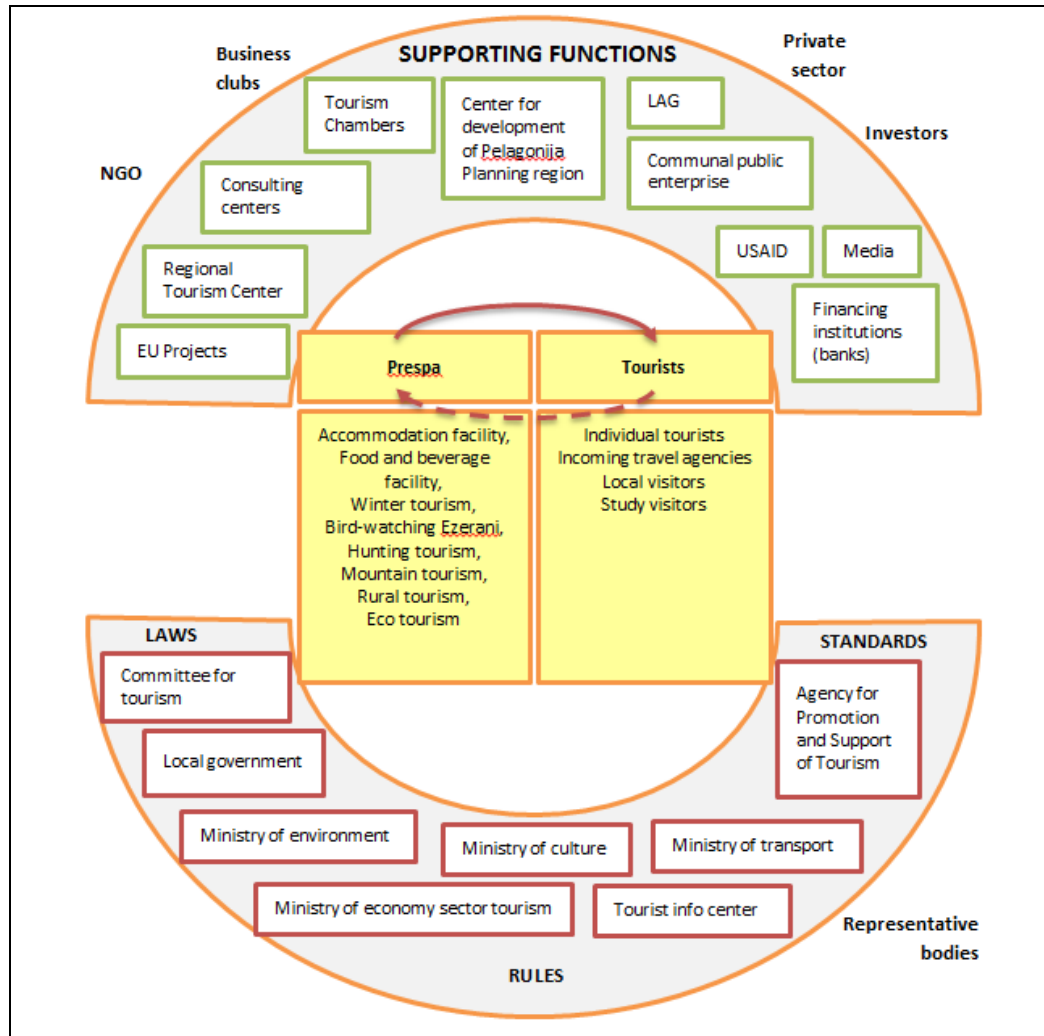 Business
clubs
SUPPORTING FUNCTIONS
Private
sector
Tourism
Chambers
Center for
development
of Pelagonija
Planning region
LAG
Investors
NGO
Consulting
centers
Communal public
enterprise
Regional
Tourism Center
USAID
Media
EU Projects
Financing
institutions
(banks)
Prespa
Tourists
Accommodation facility,
Food and beverage
facility,
Winter tourism,
Bird-watching Ezerani,
Hunting tourism,
Mountain tourism,
Rural tourism,
Eco tourism
Individual tourists
Incoming travel agencies
Local visitors
Study visitors
LAWS
STANDARDS
Committee for
tourism
Agency for
Promotion
and Support
of Tourism
Local government
Ministry of environment
Ministry of culture
Ministry of transport
Ministry of economy sector tourism
Tourist info center
Representative
bodies
RULES